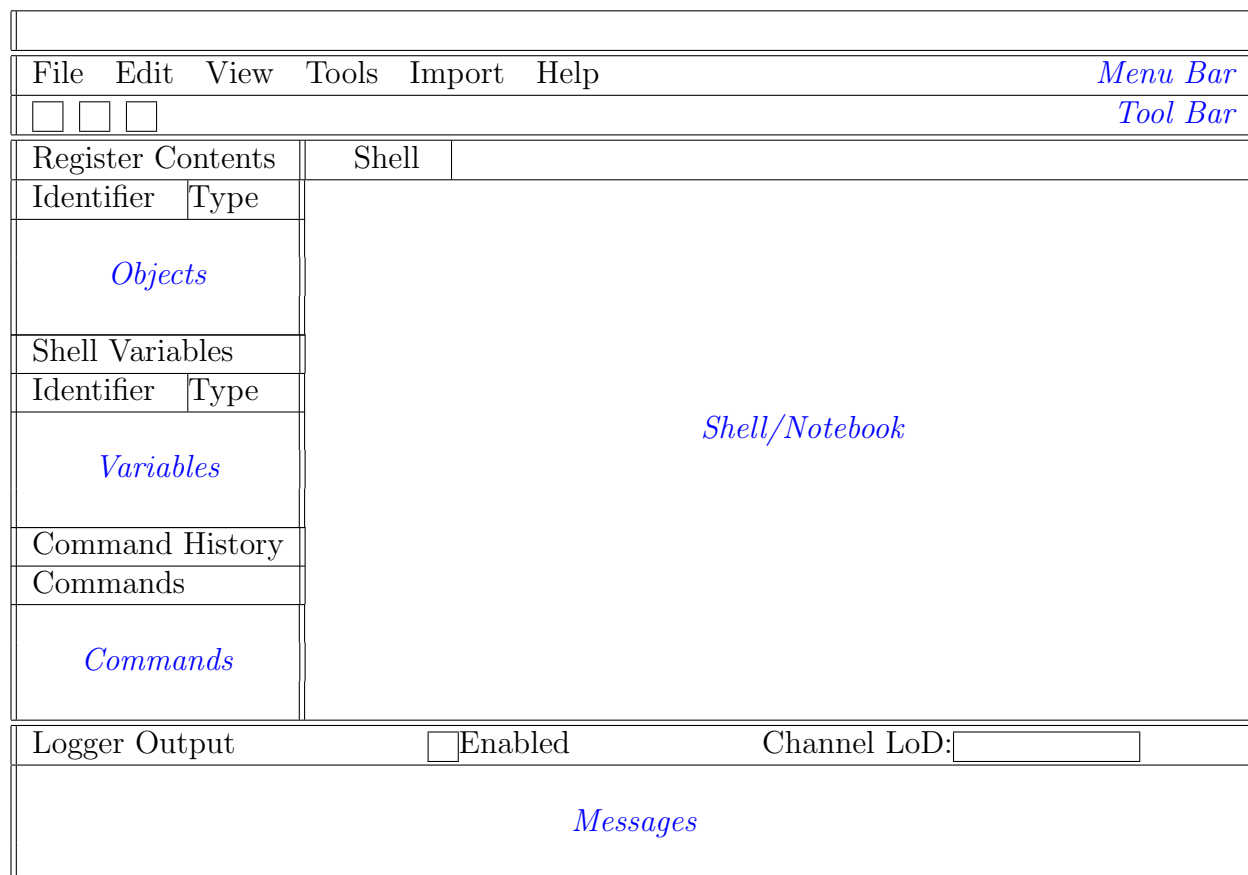 File Edit View Tools Import Help Menu Bar
Tool Bar
Register Contents Shell
Identifier Type
Objects
Shell Variables
Identifier Type
Shell/Notebook
Variables
Command History
Commands
Commands
Logger Output Enabled Channel LoD:
Messages